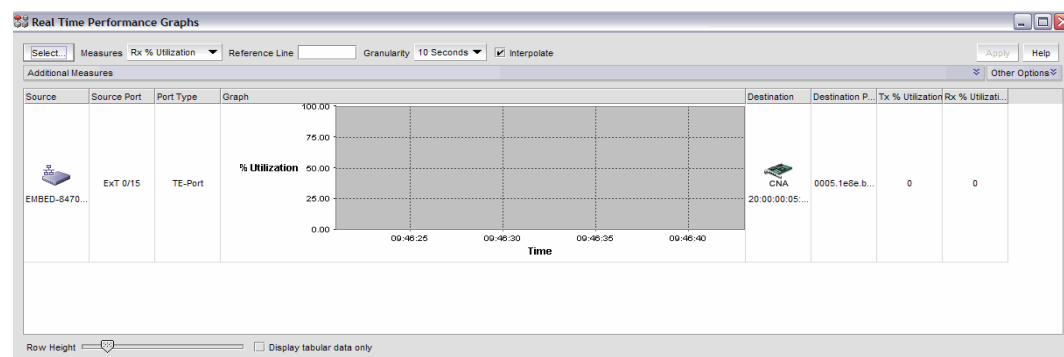 Real Time Performance Graphs
Select... Measures Rx % Utilization Reference Line Granularity 10 Seconds Interpolate Apply Help
Additional Measures Other Options
Source Source Port Port Type Graph Destination Destination P... Tx % Utilization Rx % Utilizati...
100.00
75.00
% Utilization 50.00
25.00
0.00
09:46:25 09:46:30 09:46:35 09:46:40
Time
EMBED-8470...
ExT 0/15
TE-Port
CNA
20:00:00:05:...
0005.1e8e.b...
0
0
Row Height Display tabular data only